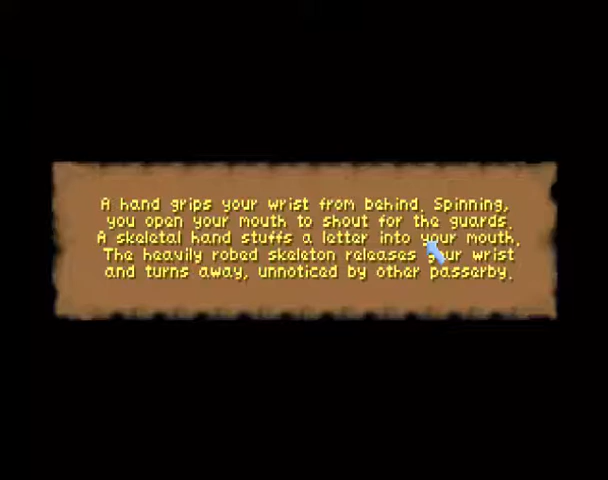 A hand grips your wrist from behind. Spinning,
you open your mouth to shout for the guards.
A skeletal hand stuffs a letter into your mouth.
The heavily robed skeleton releases your wrist
and turns away, unnoticed by other passerby.